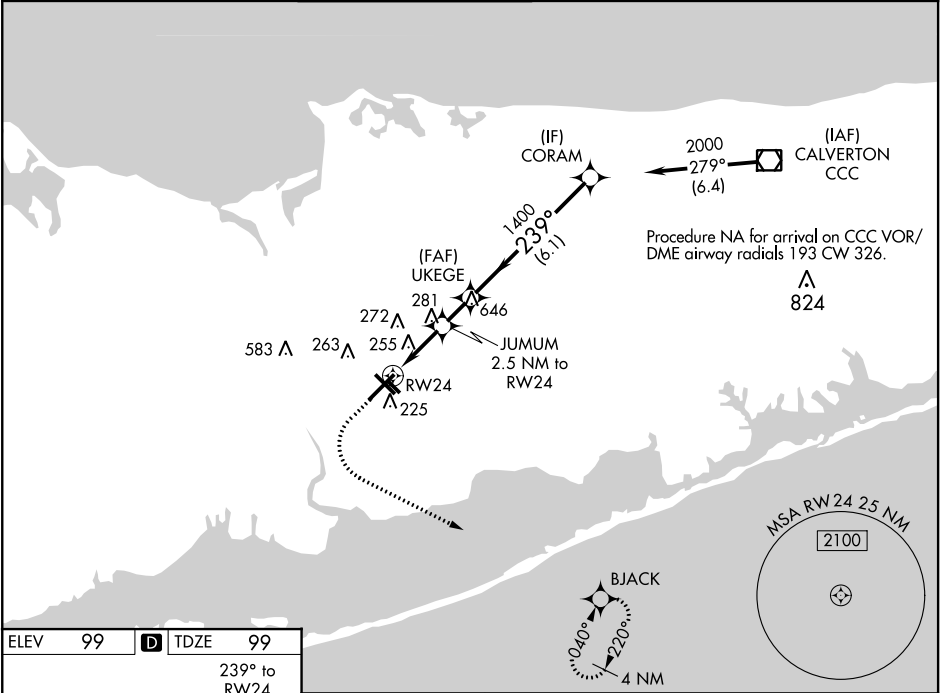 (IF)
CORAM
2000
279°
(6.4)
(IAF)
CALVERTON
CCC
1400
239°
(6.1)
Procedure NA for arrival on CCC VOR/
DME airway radials 193 CW 326.
824
(FAF)
UKEGE
646
281
272
255
263
583
JUMUM
2.5 NM to
RW24
RW24
225
MSA RW 24 25 NM
2100
BJACK
040°
220°
4 NM
ELEV 99 D TDZE 99
239° to
RW24